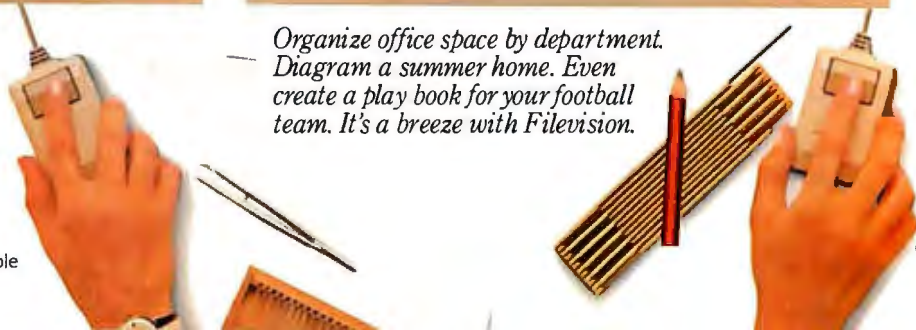 Organize office space by department.
Diagram a summer home. Even
create a play book for your football
team. It's a breeze with Filevision.